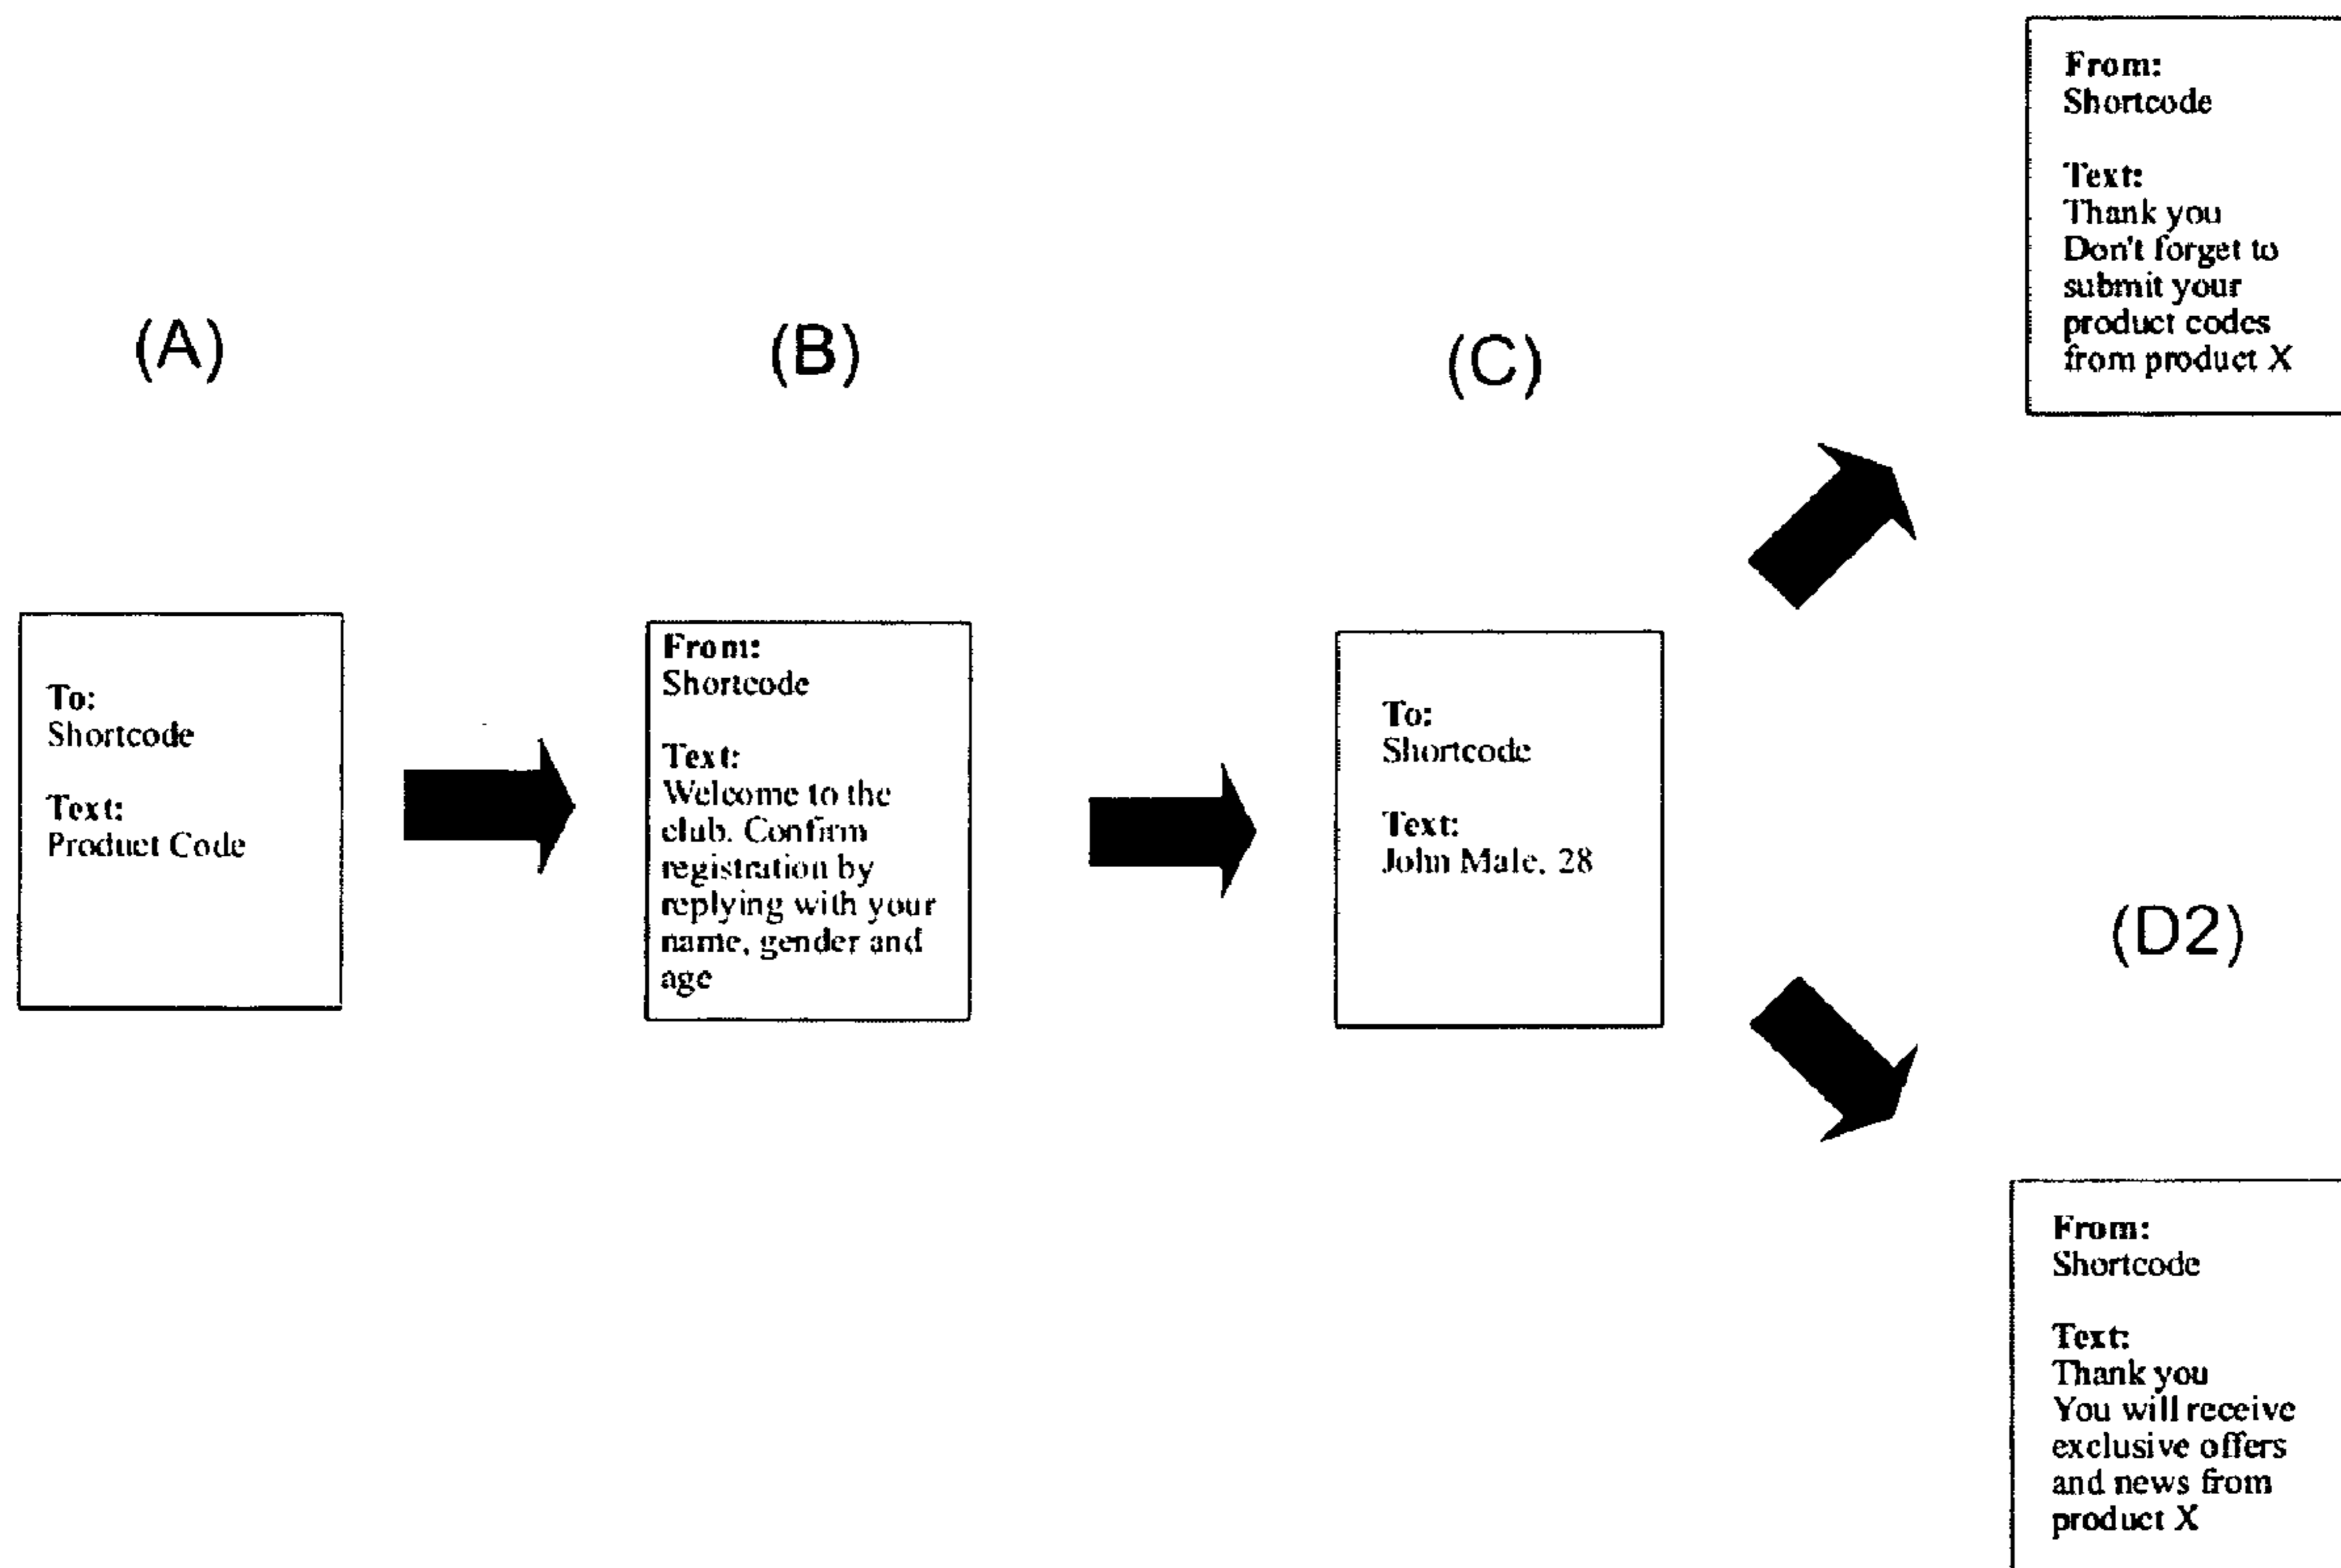 (A)
To:
Shortcode
Text:
Product Code
(B)
From:
Shortcode
Text:
Welcome to the
club. Confirm
registration by
replying with your
name, gender and
age
(C)
To:
Shortcode
Text:
John Male, 28
From:
Shortcode
Text:
Thank you
Don't forget to
submit your
product codes
from product X
(D2)
From:
Shortcode
Text:
Thank you
You will receive
exclusive offers
and news from
product X